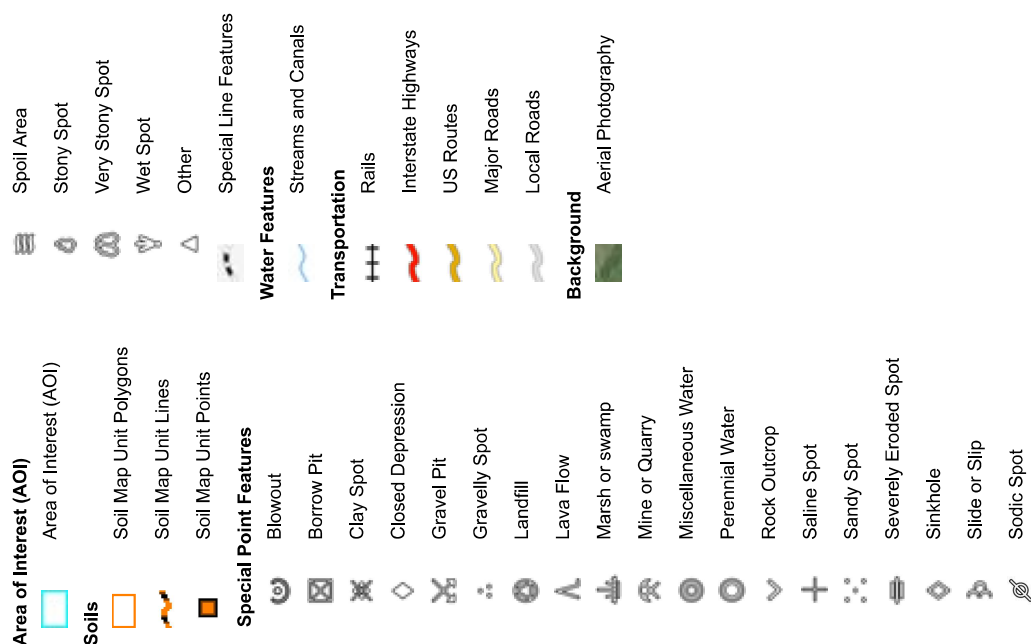 Area of Interest (AOI)
Area of Interest (AOI)
Soils
Soil Map Unit Polygons
Soil Map Unit Lines
Soil Map Unit Points
Special Point Features
Blowout
Borrow Pit
Clay Spot
Closed Depression
Gravel Pit
Gravelly Spot
Landfill
Lava Flow
Marsh or swamp
Mine or Quarry
Miscellaneous Water
Perennial Water
Rock Outcrop
Saline Spot
Sandy Spot
Severely Eroded Spot
Sinkhole
Slide or Slip
Sodic Spot
Spoil Area
Stony Spot
Very Stony Spot
Wet Spot
Other
Special Line Features
Water Features
Streams and Canals
Transportation
Rails
Interstate Highways
US Routes
Major Roads
Local Roads
Background
Aerial Photography